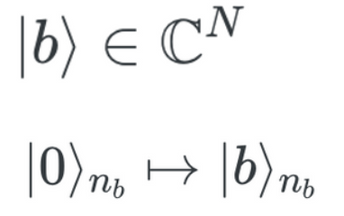 |b⟩ ∈ ℂ^N
|0⟩_{n_b} ↦ |b⟩_{n_b}